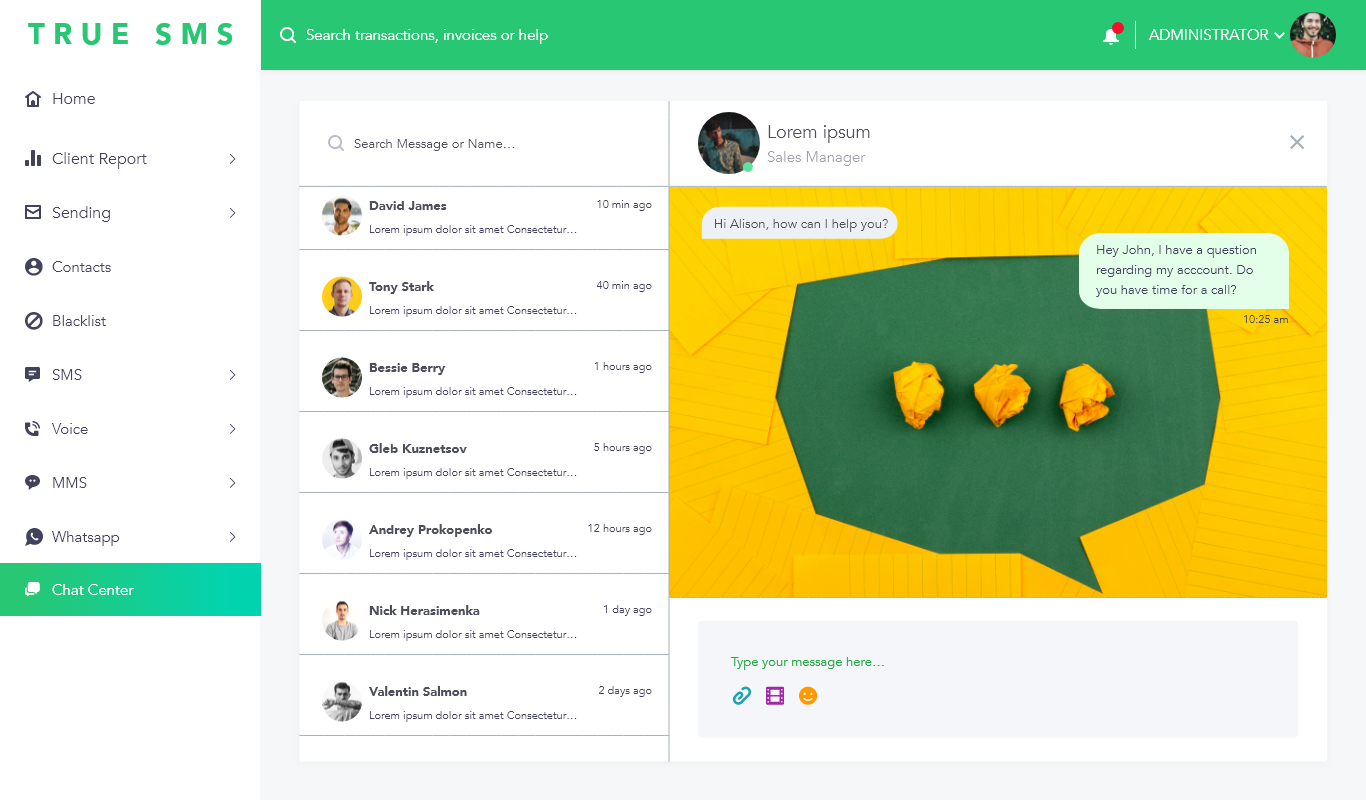 TRUE SMS
Search transactions, invoices or help
ADMINISTRATOR
Home
Client Report
Sending
Contacts
Blacklist
SMS
Voice
MMS
Whatsapp
Chat Center
Search Message or Name...
David James
10 min ago
Lorem ipsum dolor sit amet Consectetur...
Tony Stark
40 min ago
Lorem ipsum dolor sit amet Consectetur...
Bessie Berry
1 hours ago
Lorem ipsum dolor sit amet Consectetur...
Gleb Kuznetsov
5 hours ago
Lorem ipsum dolor sit amet Consectetur...
Andrey Prokopenko
12 hours ago
Lorem ipsum dolor sit amet Consectetur...
Nick Herasimenka
1 day ago
Lorem ipsum dolor sit amet Consectetur...
Valentin Salmon
2 days ago
Lorem ipsum dolor sit amet Consectetur...
Lorem ipsum
Sales Manager
Hi Alison, how can I help you?
Hey John, I have a question
regarding my acccount. Do
you have time for a call?
10:25 am
Type your message here...